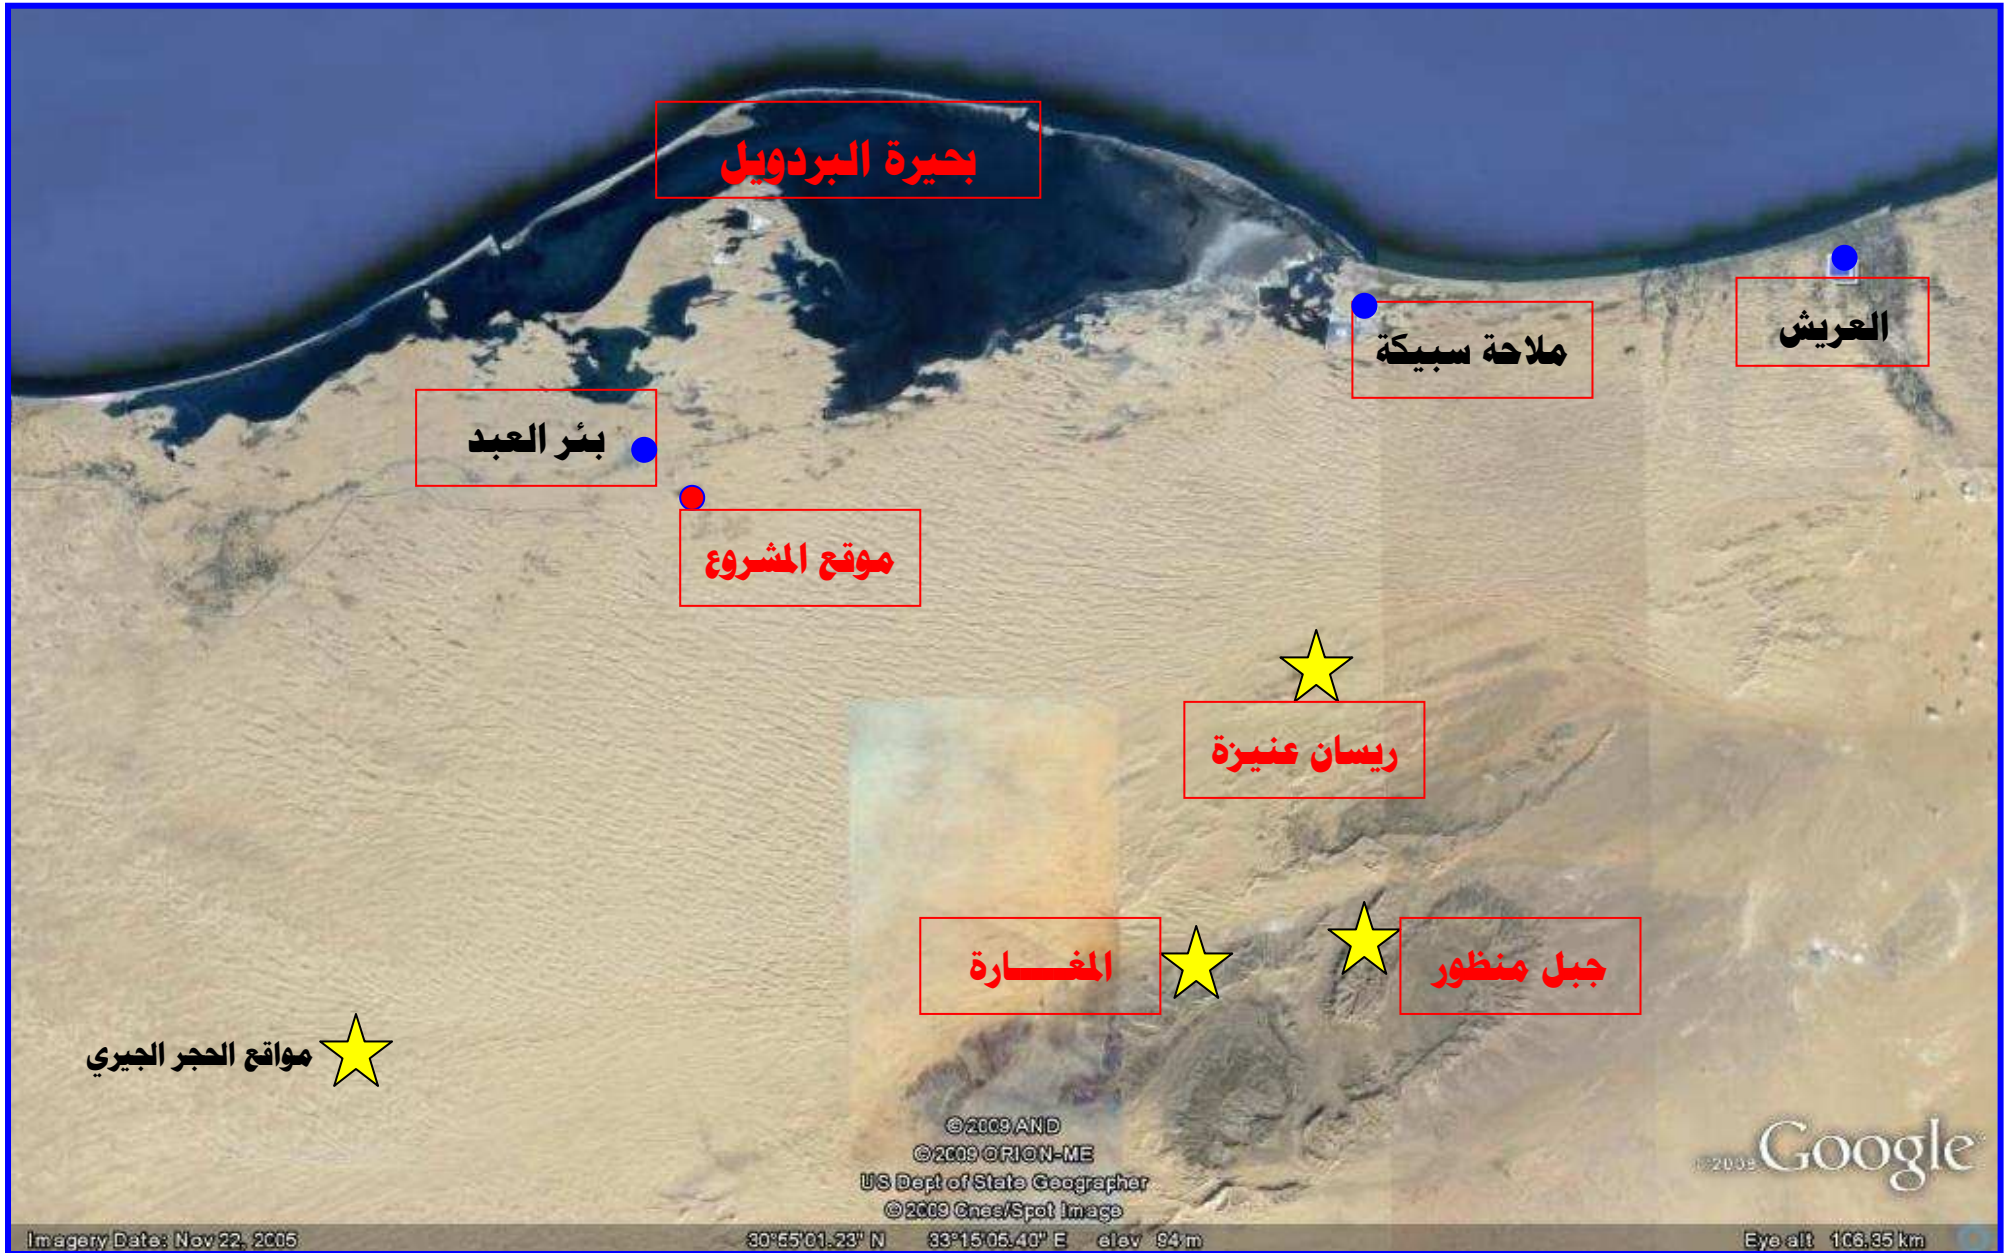 بحيرة البردويل
العريش
ملاحة سبيكة
بئر العبد
موقع المشروع
ريسان عنيزة
جبل منظور
المغـــارة
مواقع الحجر الجيري
© 2009 AND
© 2009 ORION-ME
US Dept of State Geographer
© 2009 Cnes/Spot Image
©2009 Google
Imagery Date: Nov 22, 2005
30°55'01.23" N 33°15'05.40" E elev 94 m
Eye alt 106.35 km